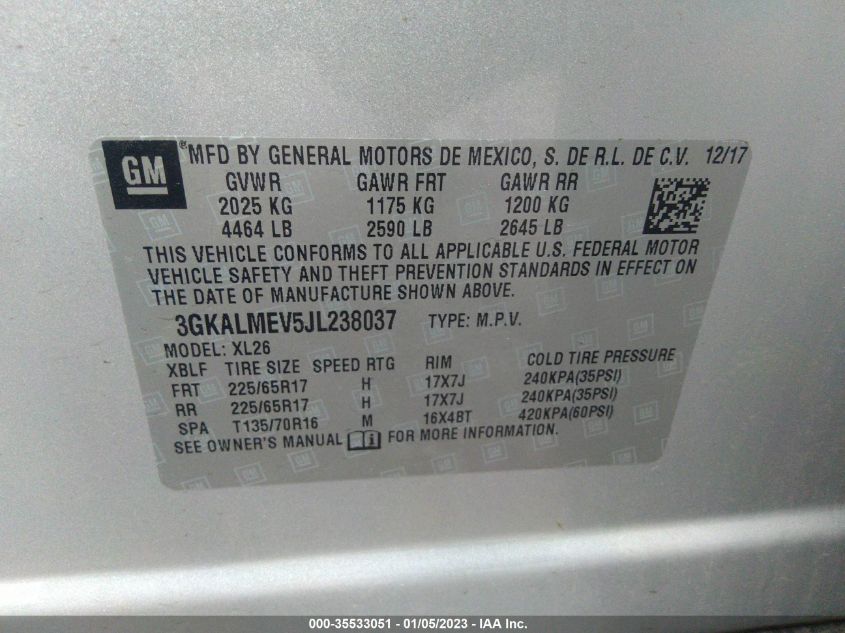 GM ® MFD BY GENERAL MOTORS DE MEXICO, S. DE R.L. DE C.V. 12/17
GVWR GAWR FRT GAWR RR
2025 KG 1175 KG 1200 KG
4464 LB 2590 LB 2645 LB
THIS VEHICLE CONFORMS TO ALL APPLICABLE U.S. FEDERAL MOTOR
VEHICLE SAFETY AND THEFT PREVENTION STANDARDS IN EFFECT ON
THE DATE OF MANUFACTURE SHOWN ABOVE.
3GKALMEV5JL238037 TYPE: M.P.V.
MODEL: XL26
XBLF TIRE SIZE SPEED RTG RIM COLD TIRE PRESSURE
FRT 225/65R17 H 17X7J 240KPA(35PSI)
RR 225/65R17 H 17X7J 240KPA(35PSI)
SPA T135/70R16 M 16X4BT 420KPA(60PSI)
SEE OWNER'S MANUAL FOR MORE INFORMATION.
000-35533051 - 01/05/2023 - IAA Inc.